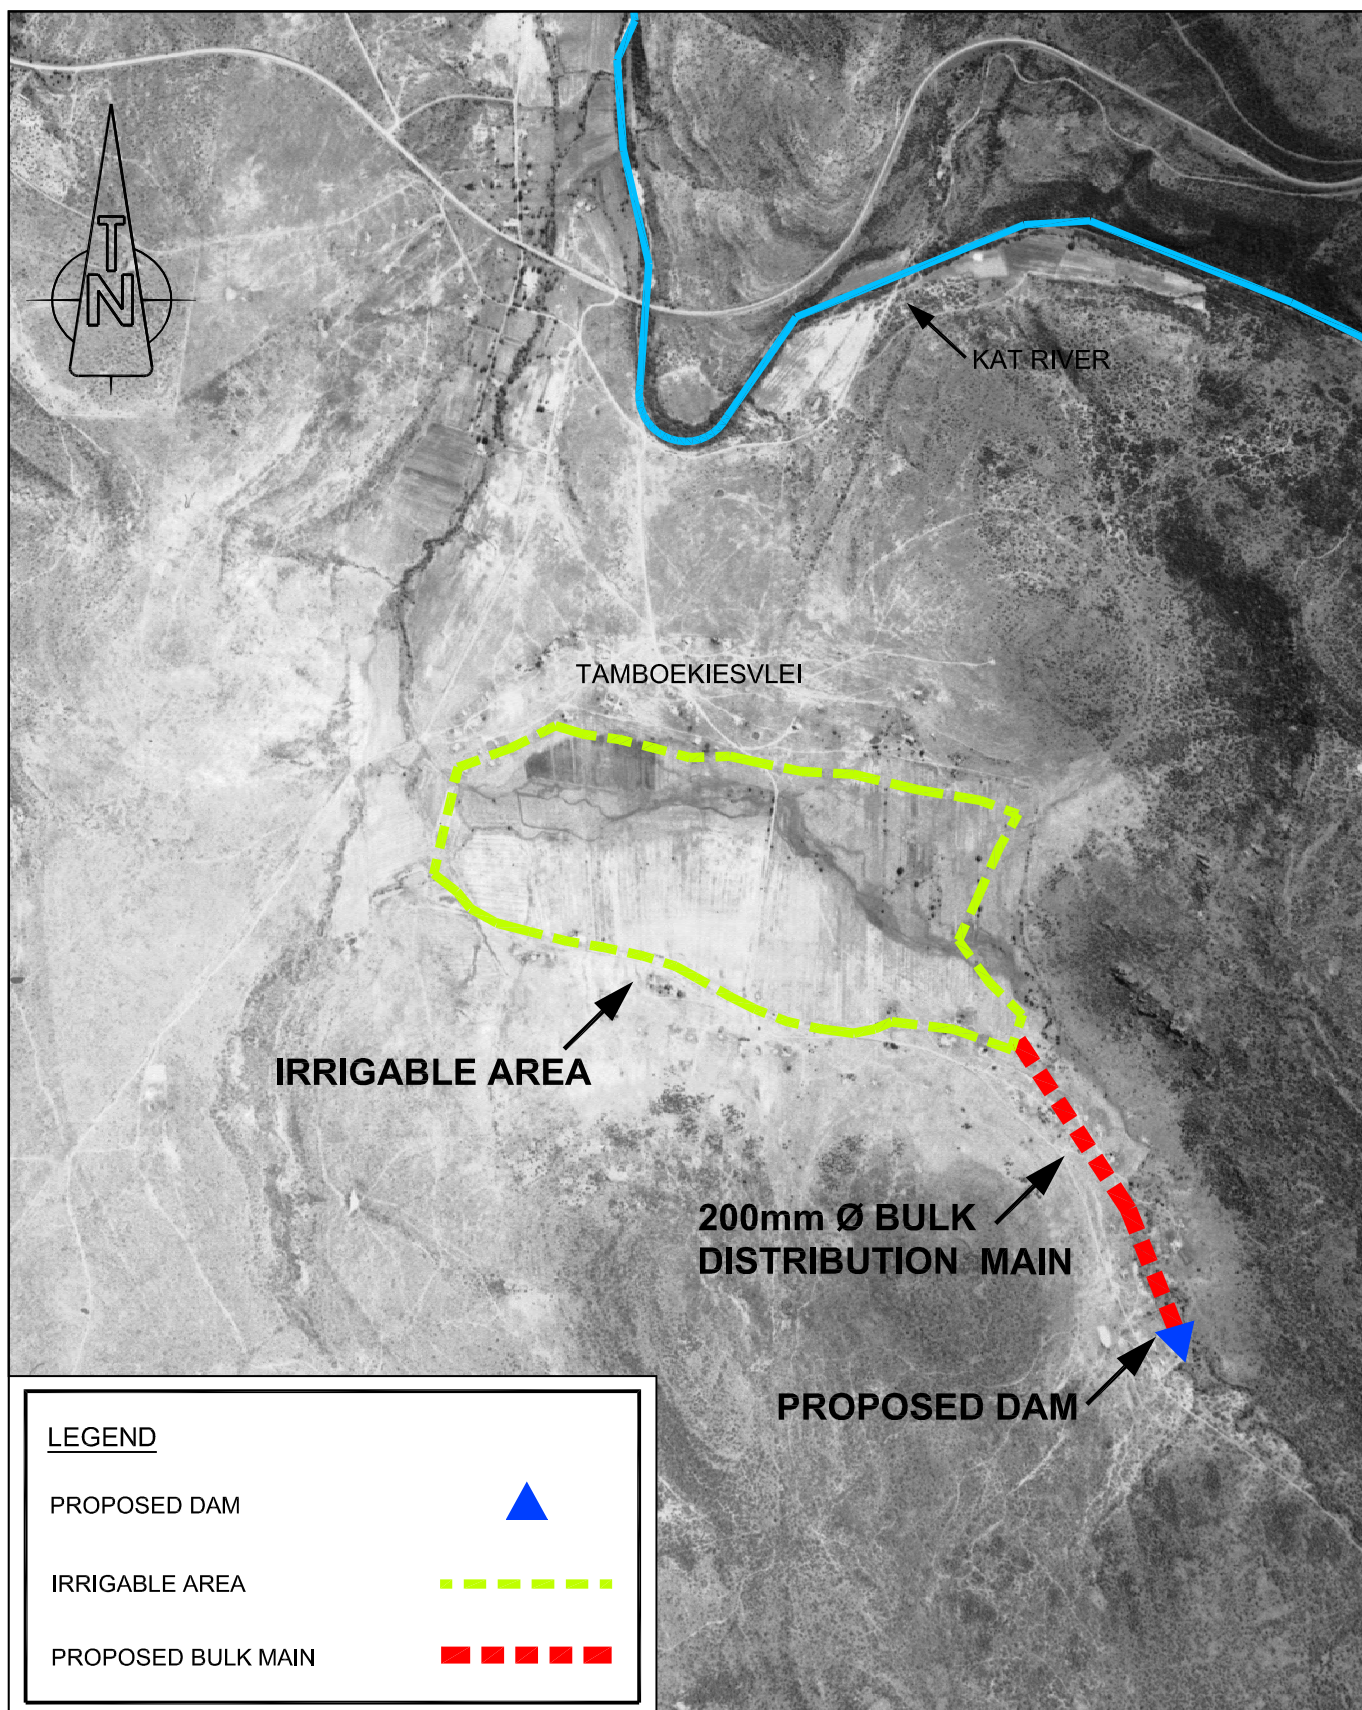 TN
KAT RIVER
TAMBOEKIESVLEI
IRRIGABLE AREA
200mm Ø BULK
DISTRIBUTION MAIN
PROPOSED DAM
LEGEND
PROPOSED DAM
IRRIGABLE AREA
PROPOSED BULK MAIN